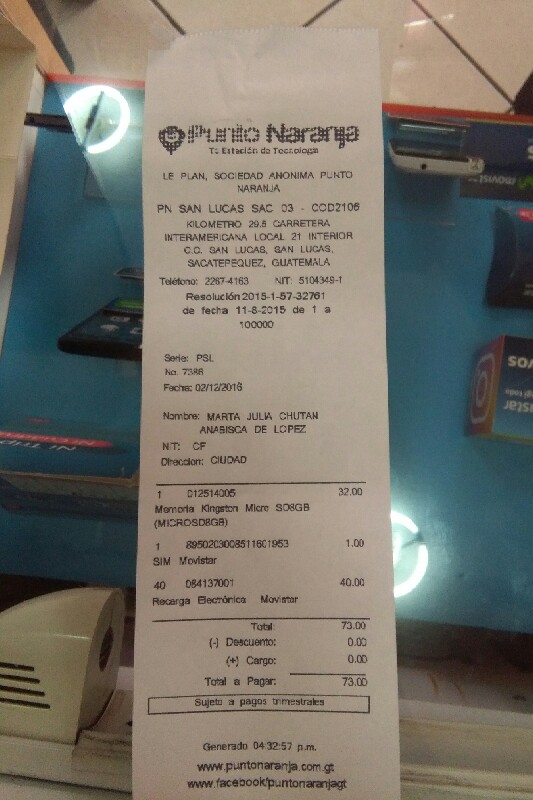 Punto Naranja
Tu Estación de Tecnología
LE PLAN, SOCIEDAD ANONIMA PUNTO
NARANJA
PN SAN LUCAS SAC 03 - COD2106
KILOMETRO 29.5 CARRETERA
INTERAMERICANA LOCAL 21 INTERIOR
C.C. SAN LUCAS, SAN LUCAS,
SACATEPEQUEZ, GUATEMALA
Teléfono: 2267-4163 NIT: 5104349-1
Resolución 2015-1-57-32761
de fecha 11-8-2015 de 1 a
100000
Serie: PSL
No. 7386
Fecha: 02/12/2016
Nombre: MARTA JULIA CHUTAN
ANABISCA DE LOPEZ
NIT: CF
Direccion: CIUDAD
1 012514005 32.00
Memoria Kingston Micro SD8GB
(MICROSD8GB)
1 8950203008511601953 1.00
SIM Movistar
40 084137001 40.00
Recarga Electrónica Movistar
Total: 73.00
(-) Descuento: 0.00
(+) Cargo: 0.00
Total a Pagar: 73.00
Sujeto a pagos trimestrales
Generado 04:32:57 p.m.
www.puntonaranja.com.gt
www.facebook/puntonaranjagt
movistar